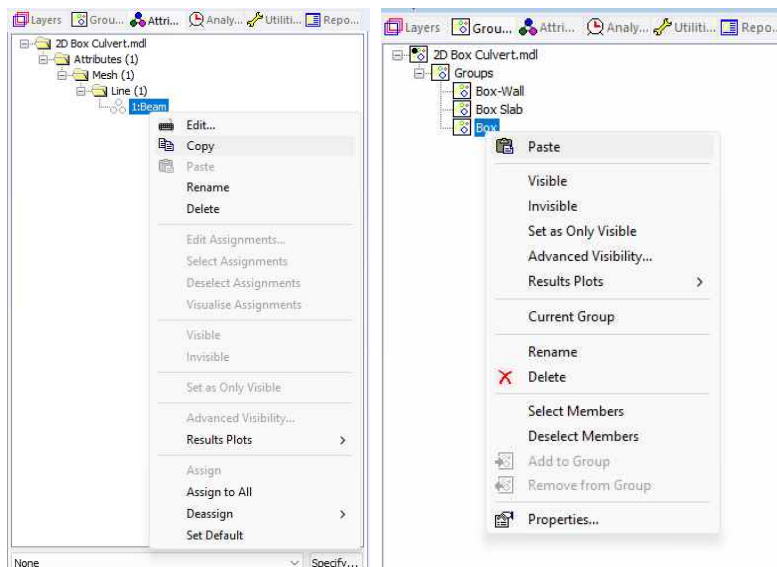 Layers Grou... Attri... Analy... Utiliti... Repo...
2D Box Culvert.mdl
Attributes (1)
Mesh (1)
Line (1)
1:Beam
Edit...
Copy
Paste
Rename
Delete
Edit Assignments...
Select Assignments
Deselect Assignments
Visualise Assignments
Visible
Invisible
Set as Only Visible
Advanced Visibility...
Results Plots
Assign
Assign to All
Deassign
Set Default
None Specify...
Layers Grou... Attri... Analy... Utiliti... Repo...
2D Box Culvert.mdl
Groups
Box-Wall
Box Slab
Box
Paste
Visible
Invisible
Set as Only Visible
Advanced Visibility...
Results Plots
Current Group
Rename
Delete
Select Members
Deselect Members
Add to Group
Remove from Group
Properties...